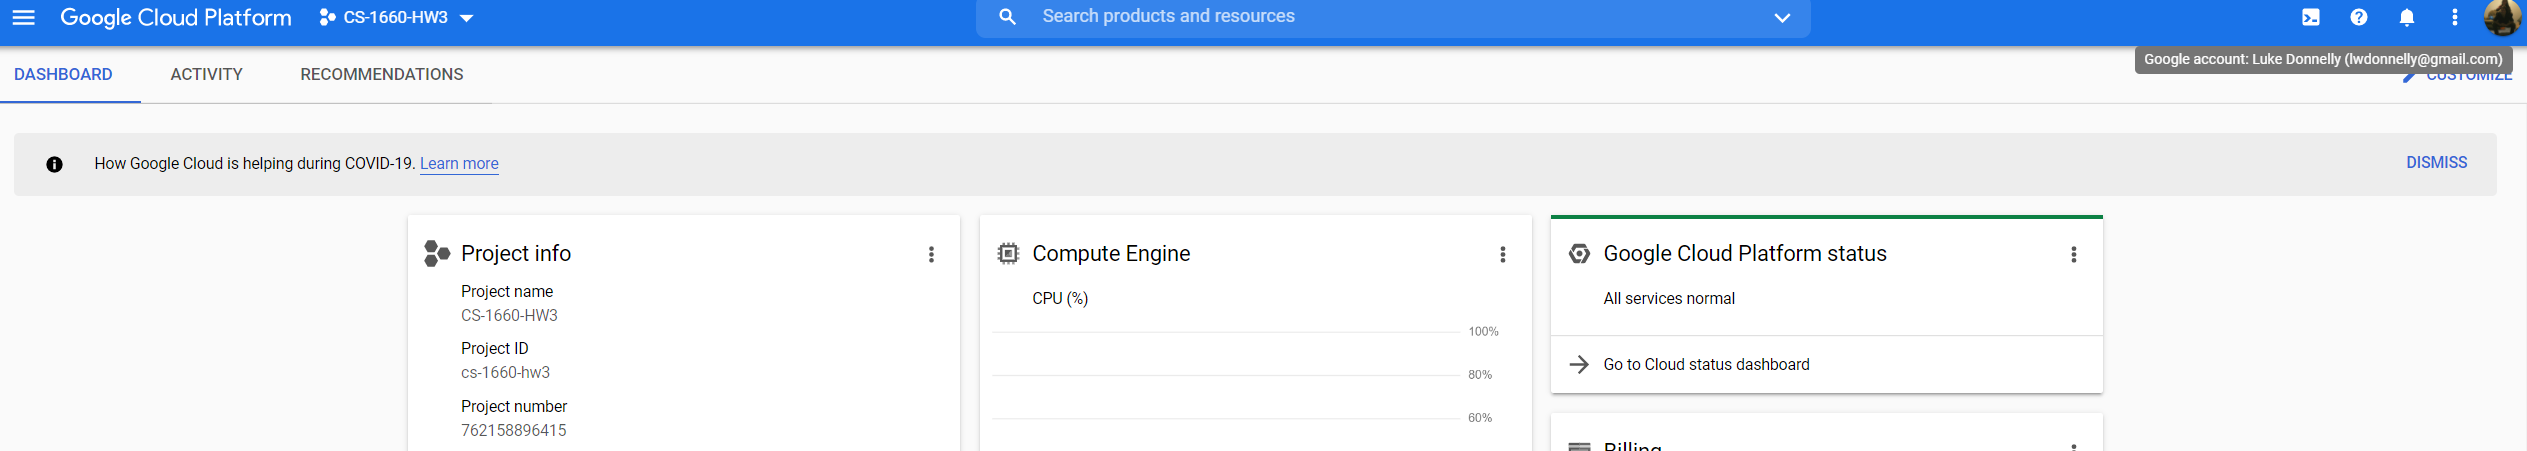 Google Cloud Platform
CS-1660-HW3
Search products and resources
Google account: Luke Donnelly (lwdonnelly@gmail.com)
DASHBOARD ACTIVITY RECOMMENDATIONS
CUSTOMIZE
How Google Cloud is helping during COVID-19. Learn more
DISMISS
Project info
Project name
CS-1660-HW3
Project ID
cs-1660-hw3
Project number
762158896415
Compute Engine
CPU (%)
100%
80%
60%
Google Cloud Platform status
All services normal
Go to Cloud status dashboard
Billing